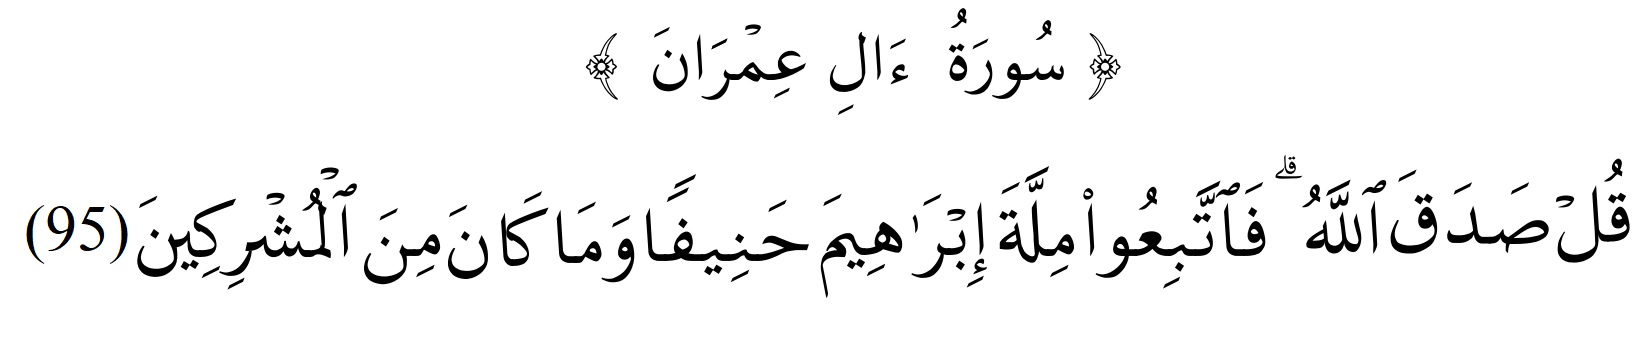 ﴿ سُورَةُ ءَالِ عِمۡرَانَ ﴾
قُلۡ صَدَقَ ٱللَّهُۗ فَٱتَّبِعُواْ مِلَّةَ إِبۡرَٰهِيمَ حَنِيفًاۖ وَمَا كَانَ مِنَ ٱلۡمُشۡرِكِينَ (95)